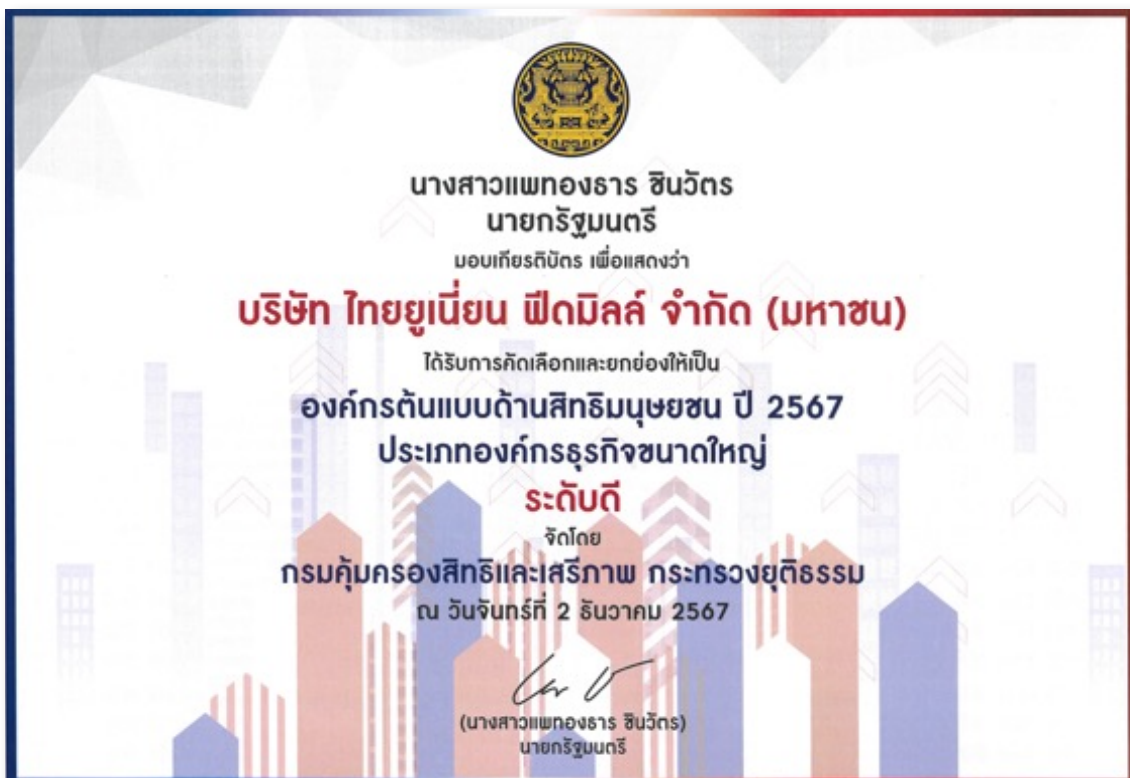 นางสาวแพทองธาร ชินวัตร
นายกรัฐมนตรี
มอบเกียรติบัตร เพื่อแสดงว่า
บริษัท ไทยยูเนี่ยน ฟีดมิลล์ จำกัด (มหาชน)
ได้รับการคัดเลือกและยกย่องให้เป็น
องค์กรต้นแบบด้านสิทธิมนุษยชน ปี 2567
ประเภทองค์กรธุรกิจขนาดใหญ่
ระดับดี
จัดโดย
กรมคุ้มครองสิทธิและเสรีภาพ กระทรวงยุติธรรม
ณ วันจันทร์ที่ 2 ธันวาคม 2567
(นางสาวแพทองธาร ชินวัตร)
นายกรัฐมนตรี